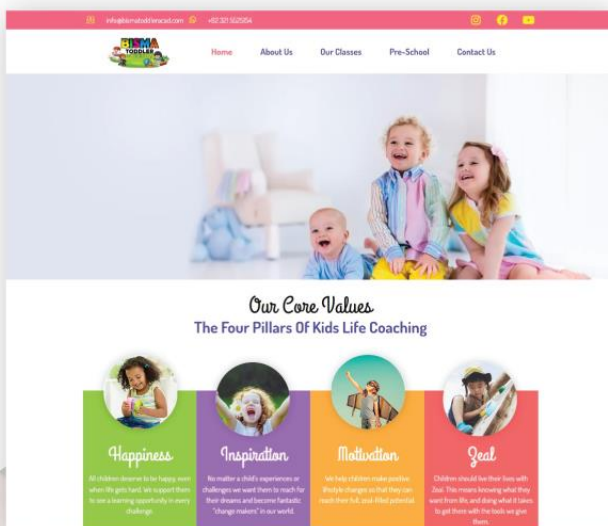 info@bismatoddleracad.com +92 321 5525154
BISMA
TODDLER
Home About Us Our Classes Pre-School Contact Us
Our Core Values
The Four Pillars Of Kids Life Coaching
Happiness
All children deserve to be happy, even
when life gets hard. We support them
to see a learning opportunity in every
challenge.
Inspiration
No matter a child's experiences or
challenges we want them to reach for
their dreams and become fantastic
"change makers" in our world.
Motivation
We help children make positive
lifestyle changes so that they can
reach their full, zeal-filled potential.
Zeal
Children should live their lives with
Zeal. This means knowing what they
want from life, and doing what it takes
to get there with the tools we give
them.